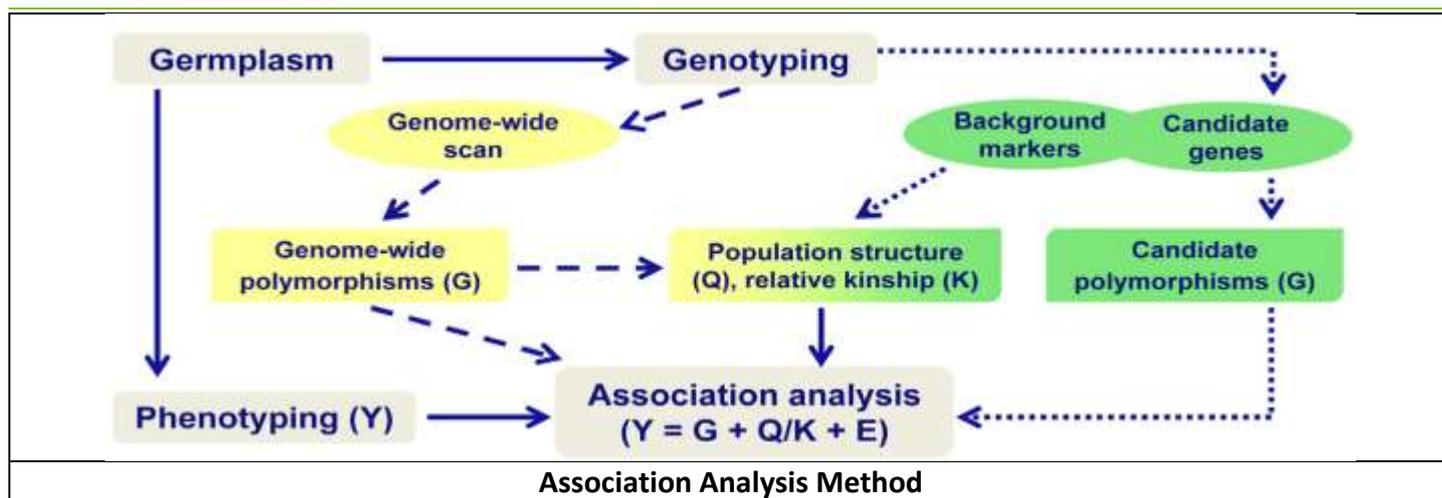 Germplasm
Genotyping
Genome-wide
scan
Background
markers
Candidate
genes
Genome-wide
polymorphisms (G)
Population structure
(Q), relative kinship (K)
Candidate
polymorphisms (G)
Phenotyping (Y)
Association analysis
(Y = G + Q/K + E)
Association Analysis Method